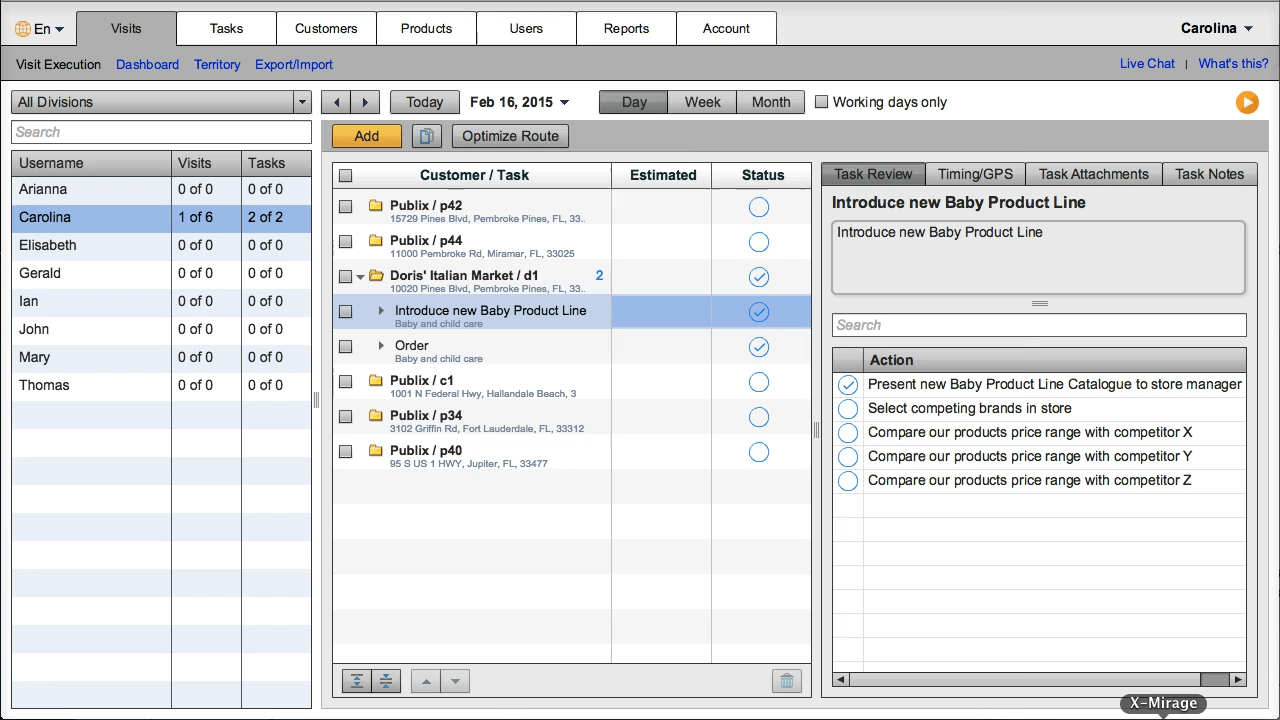 En
Visits
Tasks
Customers
Products
Users
Reports
Account
Carolina
Visit Execution
Dashboard
Territory
Export/Import
Live Chat
What's this?
All Divisions
Today
Feb 16, 2015
Day
Week
Month
Working days only
Search
Add
Optimize Route
Username Visits Tasks
Arianna 0 of 0 0 of 0
Carolina 1 of 6 2 of 2
Elisabeth 0 of 0 0 of 0
Gerald 0 of 0 0 of 0
Ian 0 of 0 0 of 0
John 0 of 0 0 of 0
Mary 0 of 0 0 of 0
Thomas 0 of 0 0 of 0
Customer / Task Estimated Status
Publix / p42
15729 Pines Blvd, Pembroke Pines, FL, 33..
Publix / p44
11000 Pembroke Rd, Miramar, FL, 33025
Doris' Italian Market / d1 2
10020 Pines Blvd, Pembroke Pines, FL, 33..
Introduce new Baby Product Line
Baby and child care
Order
Baby and child care
Publix / c1
1001 N Federal Hwy, Hallandale Beach, 3
Publix / p34
3102 Griffin Rd, Fort Lauderdale, FL, 33312
Publix / p40
95 S US 1 HWY, Jupiter, FL, 33477
Task Review
Timing/GPS
Task Attachments
Task Notes
Introduce new Baby Product Line
Introduce new Baby Product Line
Search
Action
Present new Baby Product Line Catalogue to store manager
Select competing brands in store
Compare our products price range with competitor X
Compare our products price range with competitor Y
Compare our products price range with competitor Z
X-Mirage